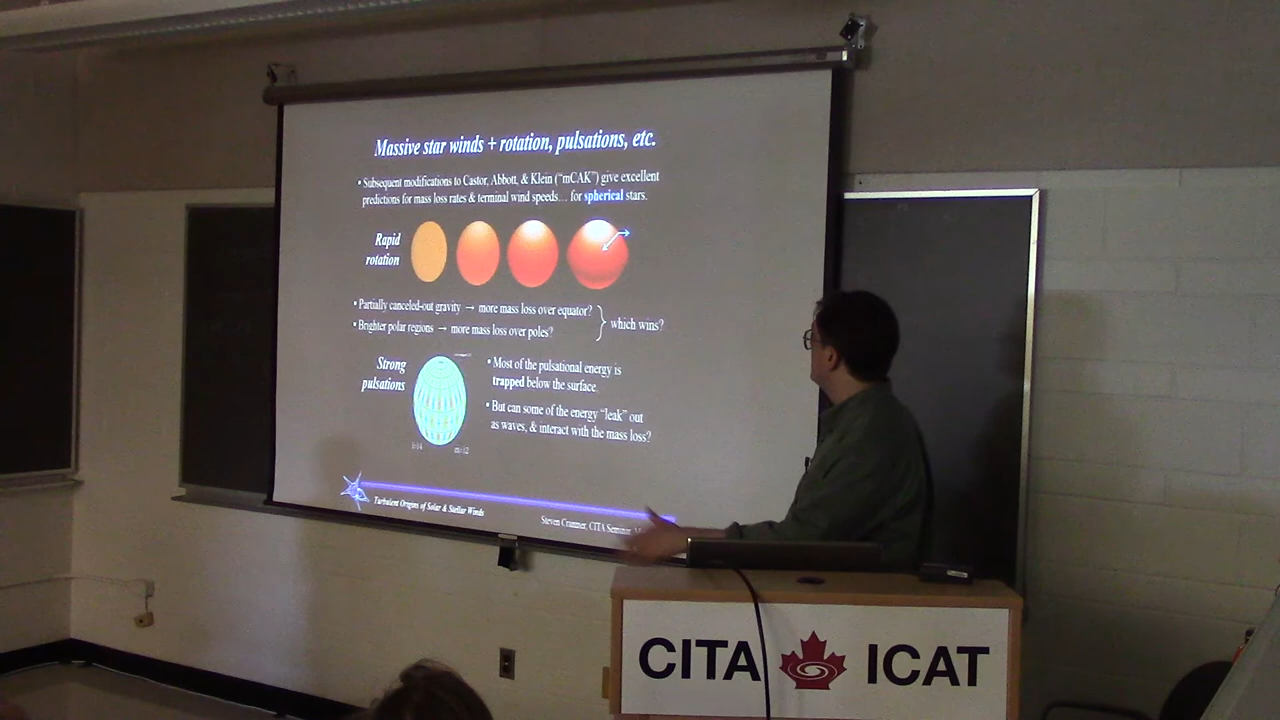 Massive star winds + rotation, pulsations, etc.
• Subsequent modifications to Castor, Abbott, & Klein ("mCAK") give excellent
predictions for mass loss rates & terminal wind speeds… for spherical stars.
Rapid
rotation
• Partially canceled-out gravity → more mass loss over equator?
• Brighter polar regions → more mass loss over poles?
which wins?
Strong
pulsations
• Most of the pulsational energy is
trapped below the surface.
• But can some of the energy "leak" out
as waves, & interact with the mass loss?
Turbulent Origins of Solar & Stellar Winds
Steven Cranmer, CITA Seminar,
CITA ICAT